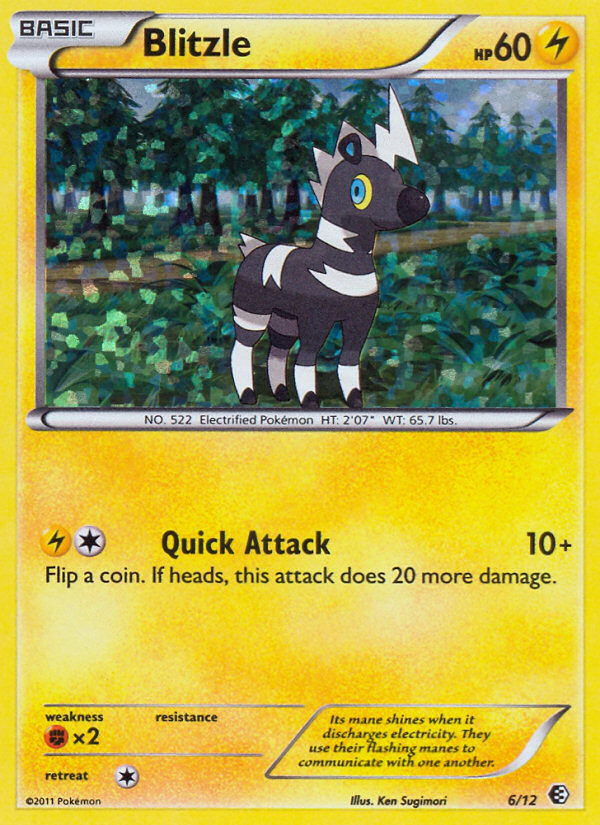 BASIC
Blitzle
HP60
NO. 522 Electrified Pokémon HT: 2'07" WT: 65.7 lbs.
Quick Attack 10+
Flip a coin. If heads, this attack does 20 more damage.
weakness resistance
×2
retreat
Its mane shines when it
discharges electricity. They
use their flashing manes to
communicate with one another.
©2011 Pokémon Illus. Ken Sugimori 6/12